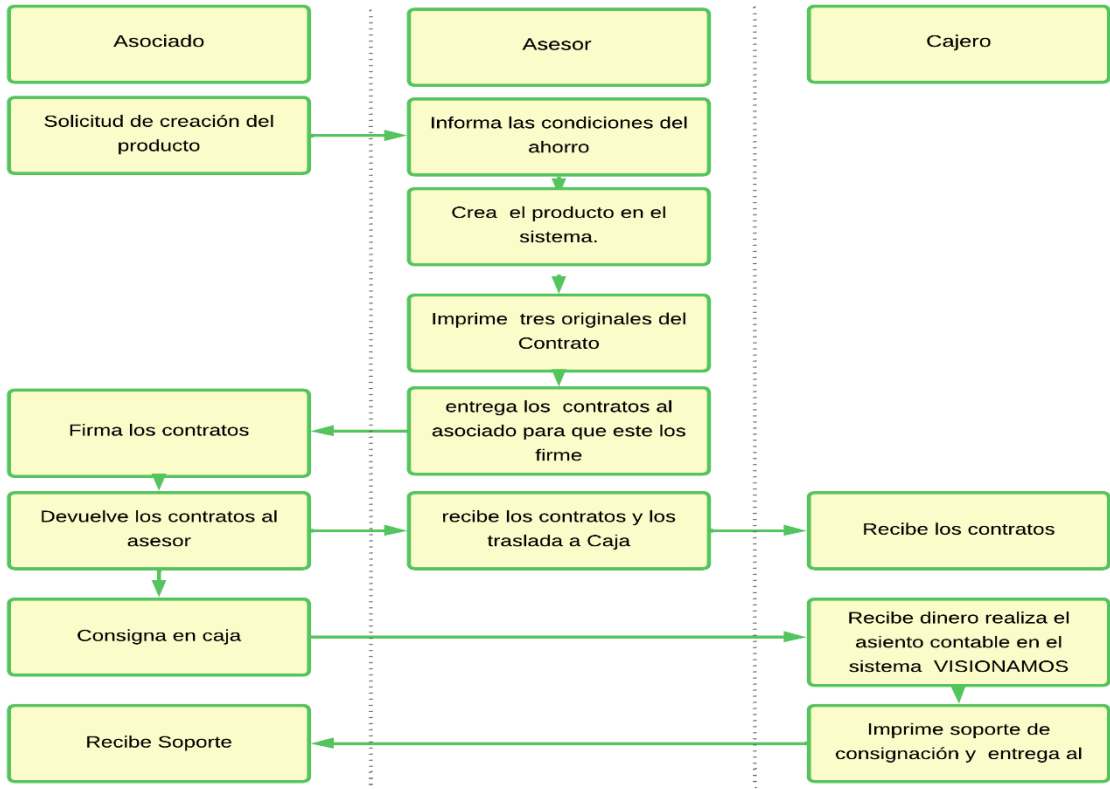 Asociado
Asesor
Cajero
Solicitud de creación del
producto
Informa las condiciones del
ahorro
Crea el producto en el
sistema.
Imprime tres originales del
Contrato
entrega los contratos al
asociado para que este los
firme
Firma los contratos
Devuelve los contratos al
asesor
recibe los contratos y los
traslada a Caja
Recibe los contratos
Consigna en caja
Recibe dinero realiza el
asiento contable en el
sistema VISIONAMOS
Imprime soporte de
consignación y entrega al
Recibe Soporte